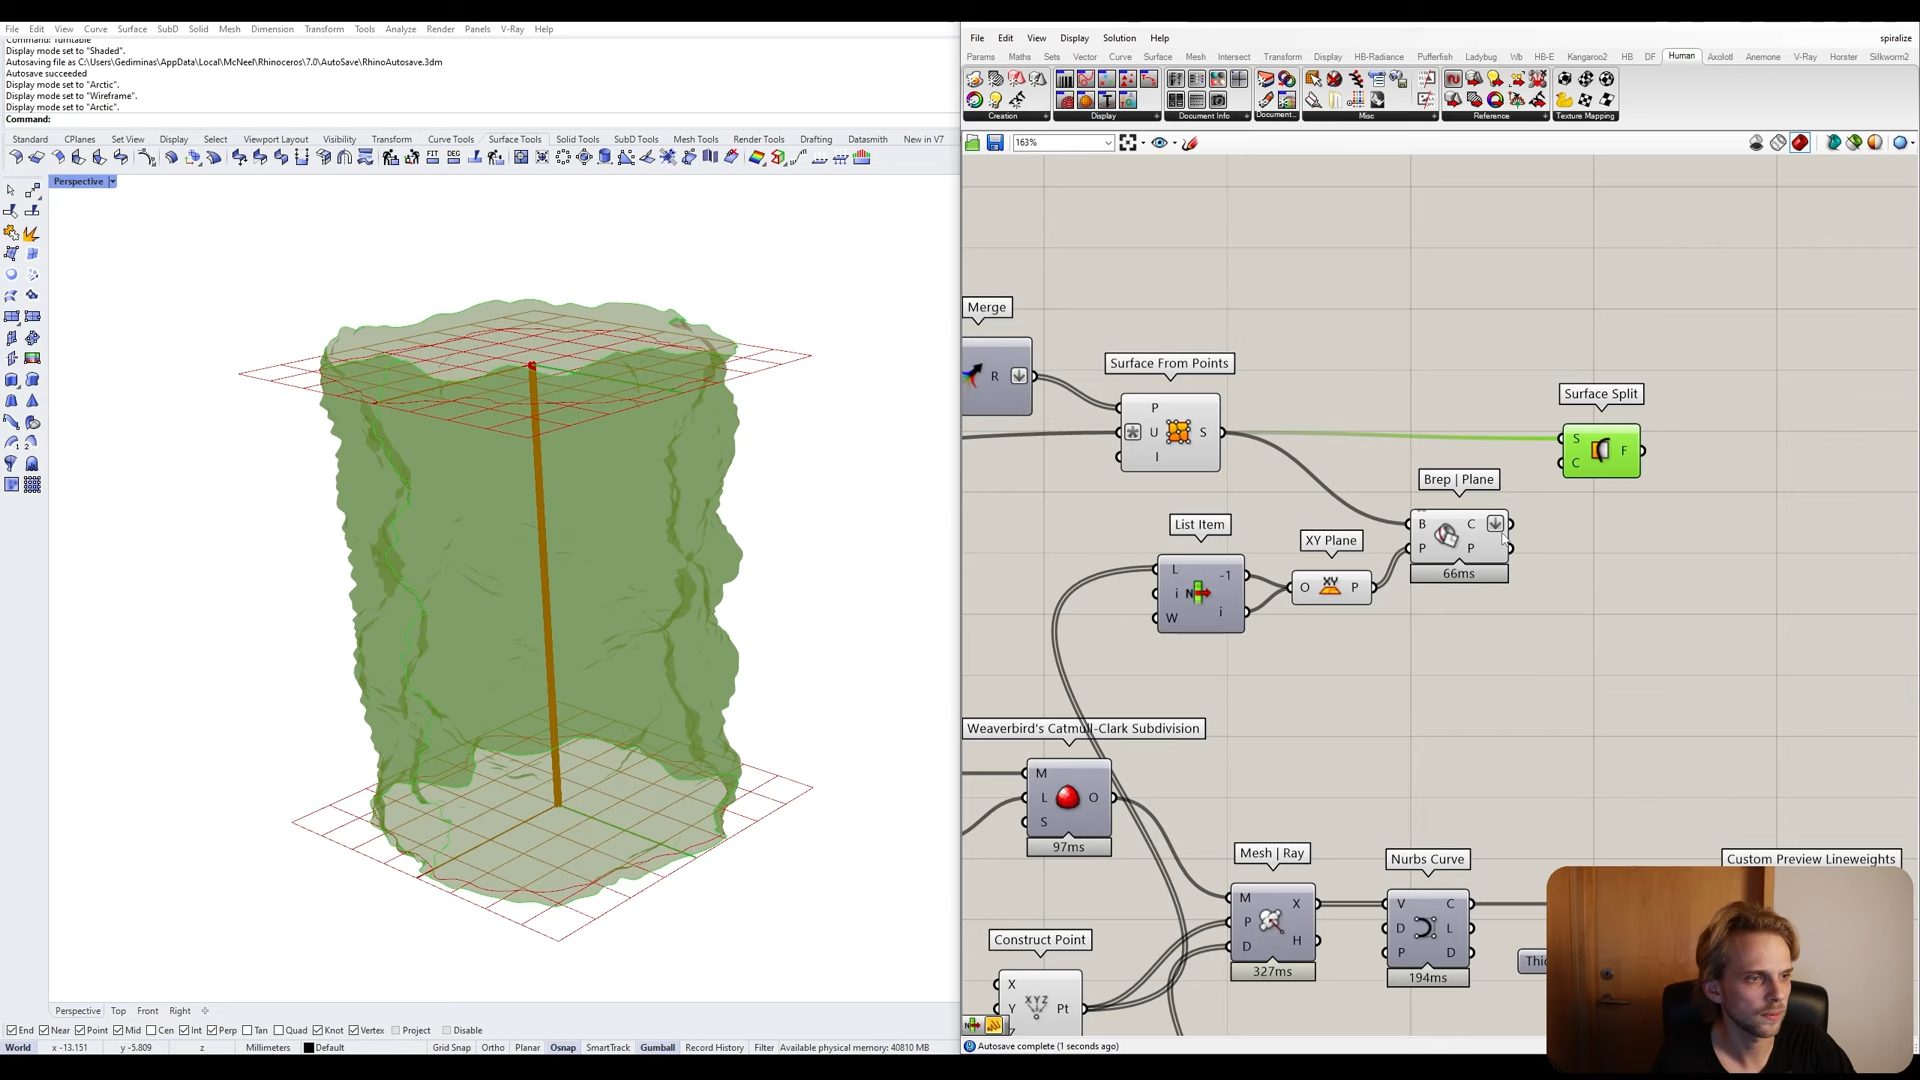 File Edit View Curve Surface SubD Solid Mesh Dimension Transform Tools Analyze Render Panels V-Ray Help
Display mode set to "Shaded".
Autosaving file as C:\Users\Gediminas\AppData\Local\McNeel\Rhinoceros\7.0\AutoSave\RhinoAutosave.3dm
Autosave succeeded
Display mode set to "Wireframe".
Display mode set to "Arctic".
Display mode set to "Arctic".
Command:
Standard CPlanes Set View Display Select Viewport Layout Visibility Transform Curve Tools Surface Tools Solid Tools SubD Tools Mesh Tools Render Tools Drafting Datasmith New in V7
Perspective
Perspective Top Front Right
End Near Point Mid Cen Int Perp Tan Quad Knot Vertex Project Disable
World x -13.151 y -5.809 z Millimeters Default Grid Snap Ortho Planar Osnap SmartTrack Gumball Record History Filter Available physical memory: 40810 MB
File Edit View Display Solution Help
spiralize
Params Maths Sets Vector Curve Surface Mesh Intersect Transform Display HB-Radiance Pufferfish Ladybug Wb HB-E Kangaroo2 HB DF Human Axolotl Anemone V-Ray Horster Silkworm2
Creation Display Document Info Document... Misc Reference Texture Mapping
163%
Merge
R
Surface From Points
P
U S
I
Surface Split
S
F
C
Brep | Plane
B C
P P
66ms
List Item
L -1
i
i
W
XY Plane
O XY P
Weaverbird's Catmull-Clark Subdivision
M
L O
S
97ms
Mesh | Ray
M X
P
D H
327ms
Nurbs Curve
V C
D L
P D
194ms
Custom Preview Lineweights
Construct Point
X
Y XYZ Pt
Autosave complete (1 seconds ago)